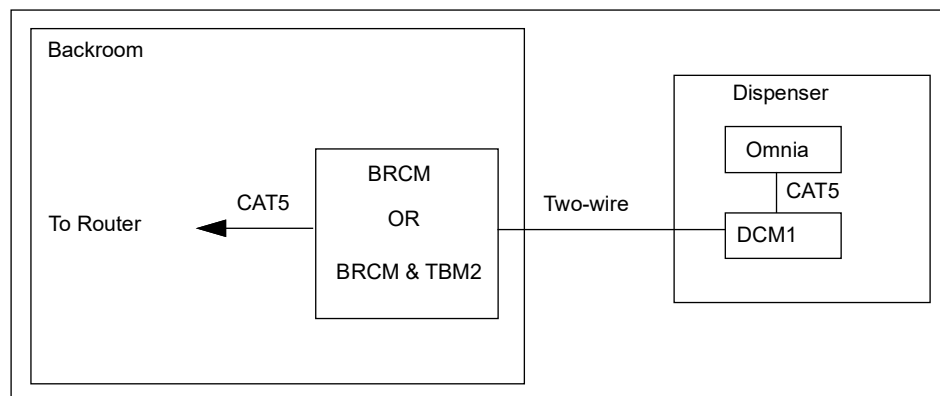 Backroom
Dispenser
Omnia
BRCM
CAT5
CAT5
Two-wire
To Router
OR
DCM1
BRCM & TBM2